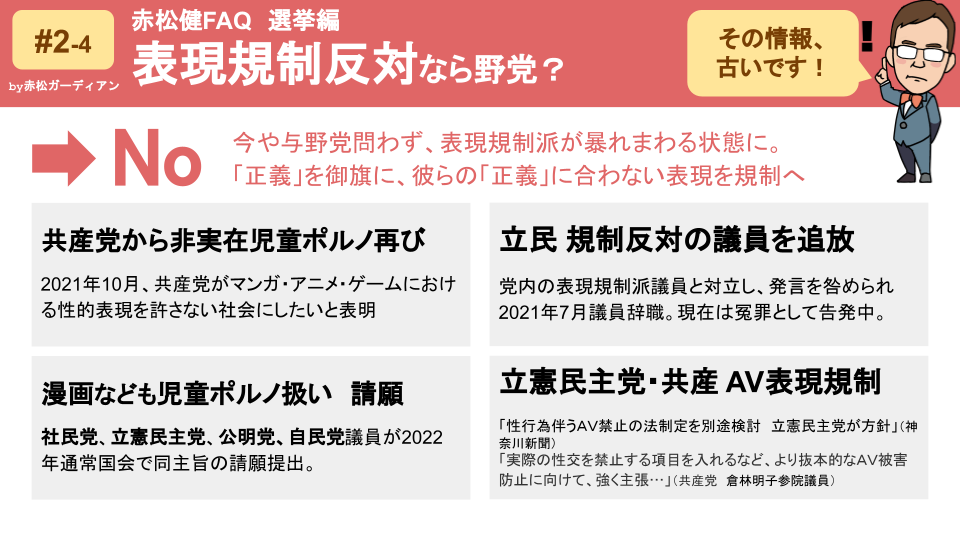 #2-4
by赤松ガーディアン
赤松健FAQ　選挙編
表現規制反対なら野党？
その情報、
古いです！
!
No
今や与野党問わず、表現規制派が暴れまわる状態に。
「正義」を御旗に、彼らの「正義」に合わない表現を規制へ
共産党から非実在児童ポルノ再び
2021年10月、共産党がマンガ・アニメ・ゲームにおけ
る性的表現を許さない社会にしたいと表明
立民 規制反対の議員を追放
党内の表現規制派議員と対立し、発言を咎められ
2021年7月議員辞職。現在は冤罪として告発中。
漫画なども児童ポルノ扱い　請願
社民党、立憲民主党、公明党、自民党議員が2022
年通常国会で同主旨の請願提出。
立憲民主党・共産 AV表現規制
「性行為伴うAV禁止の法制定を別途検討　立憲民主党が方針」（神
奈川新聞）
「実際の性交を禁止する項目を入れるなど、より抜本的なAV被害
防止に向けて、強く主張…」（共産党　倉林明子参院議員）